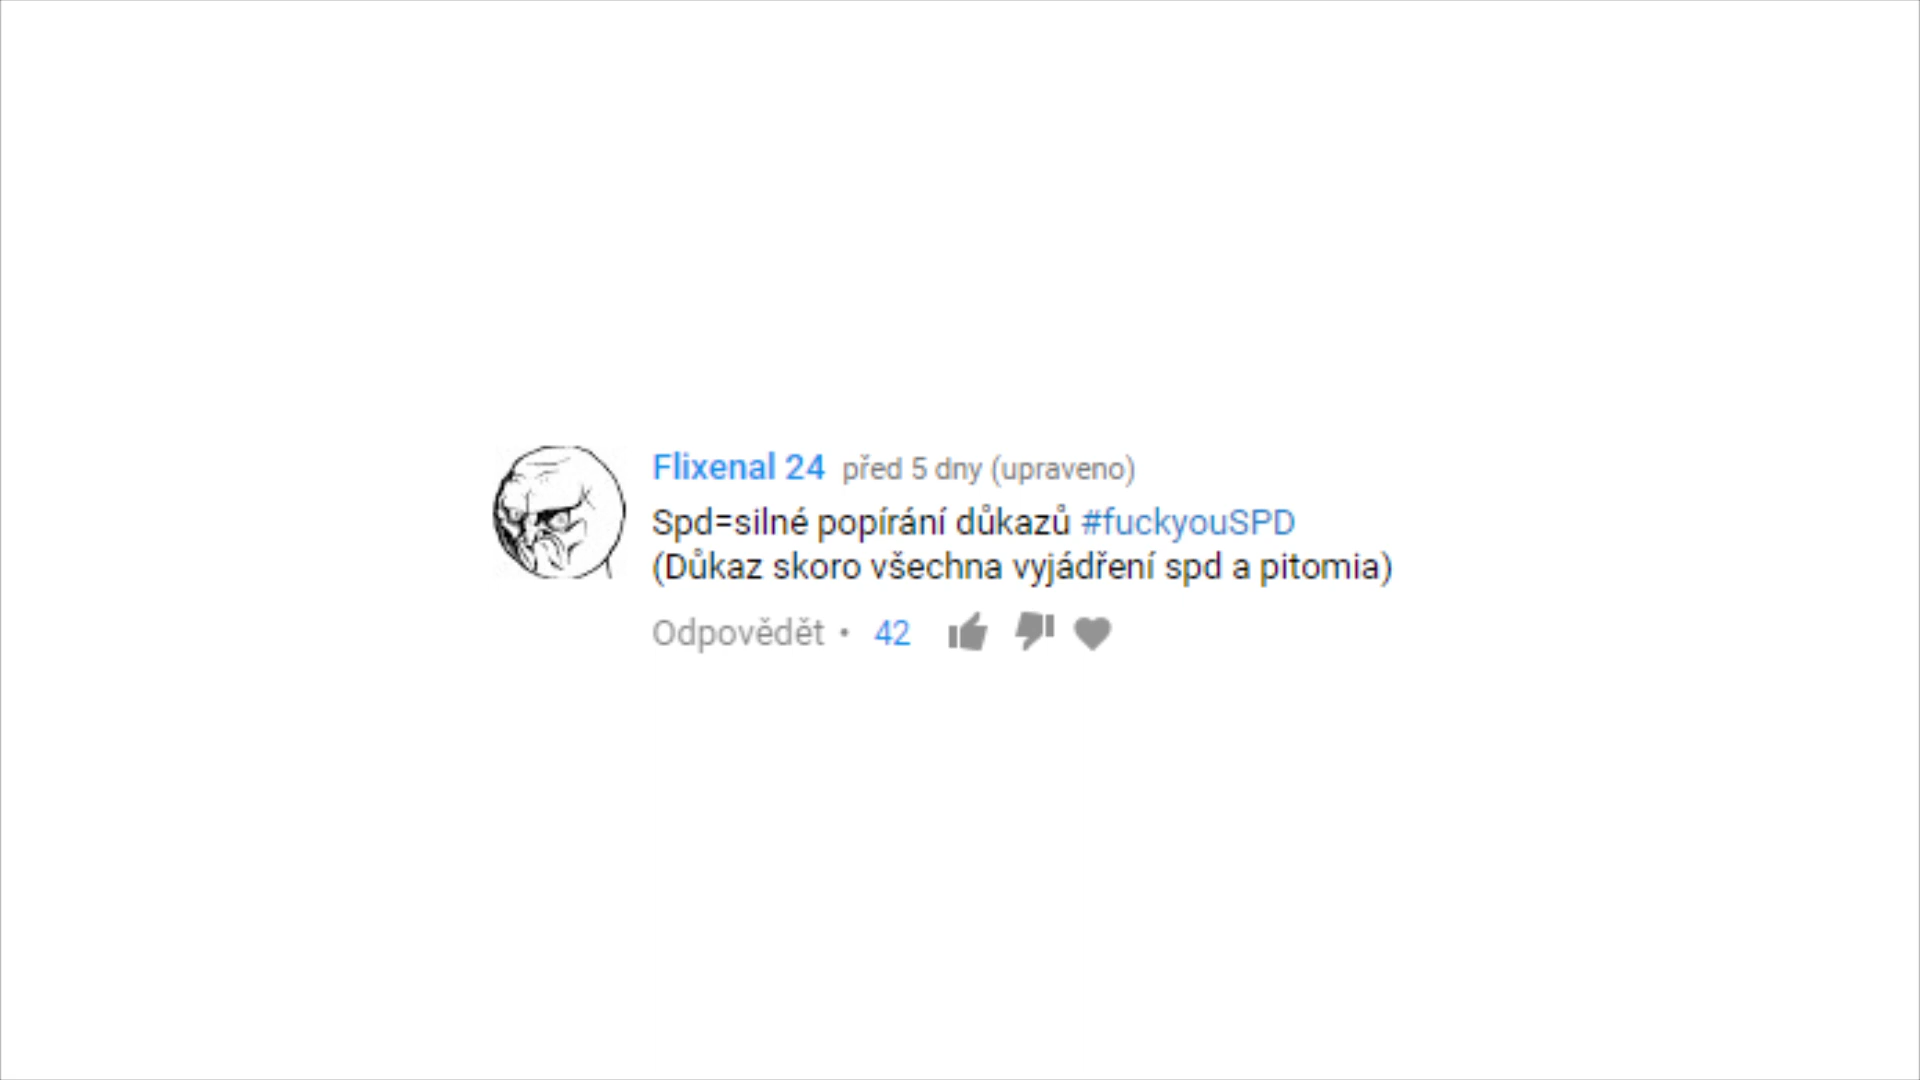 Flixenal 24 před 5 dny (upraveno)
Spd=silné popírání důkazů #fuckyouSPD
(Důkaz skoro všechna vyjádření spd a pitomia)
Odpovědět • 42